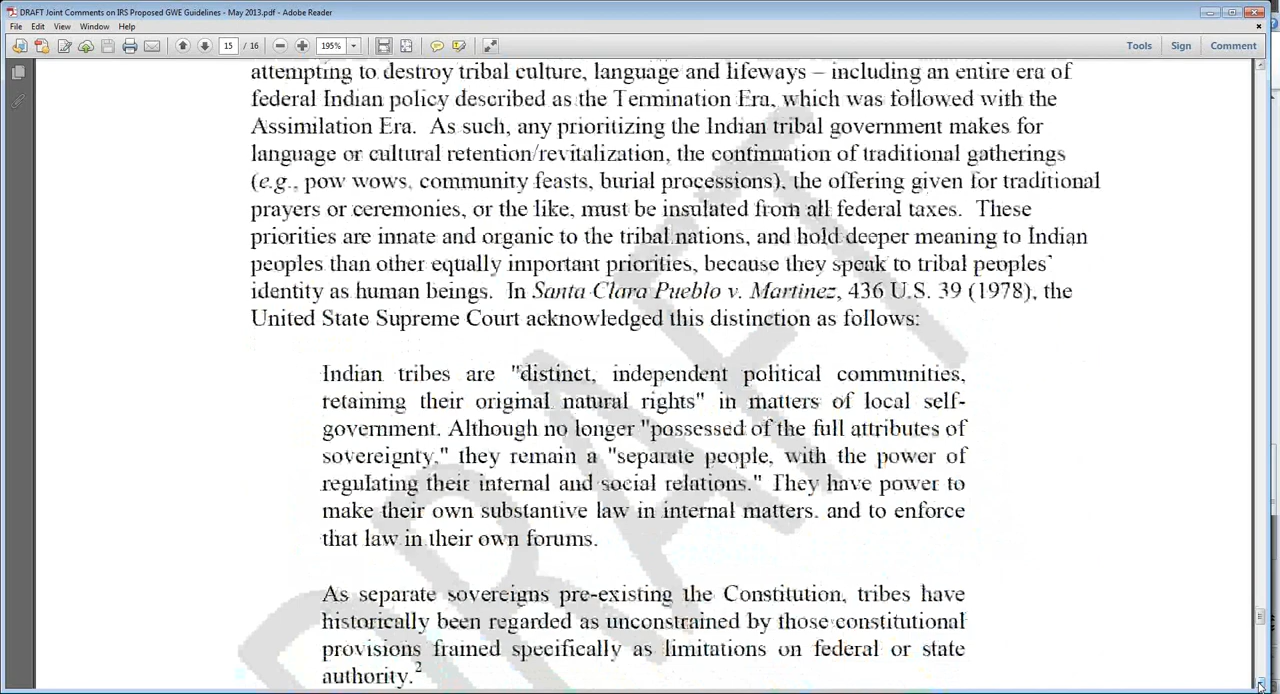 DRAFT Joint Comments on IRS Proposed GWE Guidelines - May 2013.pdf - Adobe Reader
File Edit View Window Help
15 / 16 195% Tools Sign Comment
attempting to destroy tribal culture, language and lifeways – including an entire era of
federal Indian policy described as the Termination Era, which was followed with the
Assimilation Era. As such, any prioritizing the Indian tribal government makes for
language or cultural retention/revitalization, the continuation of traditional gatherings
(e.g., pow wows, community feasts, burial processions), the offering given for traditional
prayers or ceremonies, or the like, must be insulated from all federal taxes. These
priorities are innate and organic to the tribal nations, and hold deeper meaning to Indian
peoples than other equally important priorities, because they speak to tribal peoples’
identity as human beings. In Santa Clara Pueblo v. Martinez, 436 U.S. 39 (1978), the
United State Supreme Court acknowledged this distinction as follows:
Indian tribes are "distinct, independent political communities,
retaining their original natural rights" in matters of local self-
government. Although no longer "possessed of the full attributes of
sovereignty," they remain a "separate people, with the power of
regulating their internal and social relations." They have power to
make their own substantive law in internal matters. and to enforce
that law in their own forums.
As separate sovereigns pre-existing the Constitution, tribes have
historically been regarded as unconstrained by those constitutional
provisions framed specifically as limitations on federal or state
authority.2
DRAFT